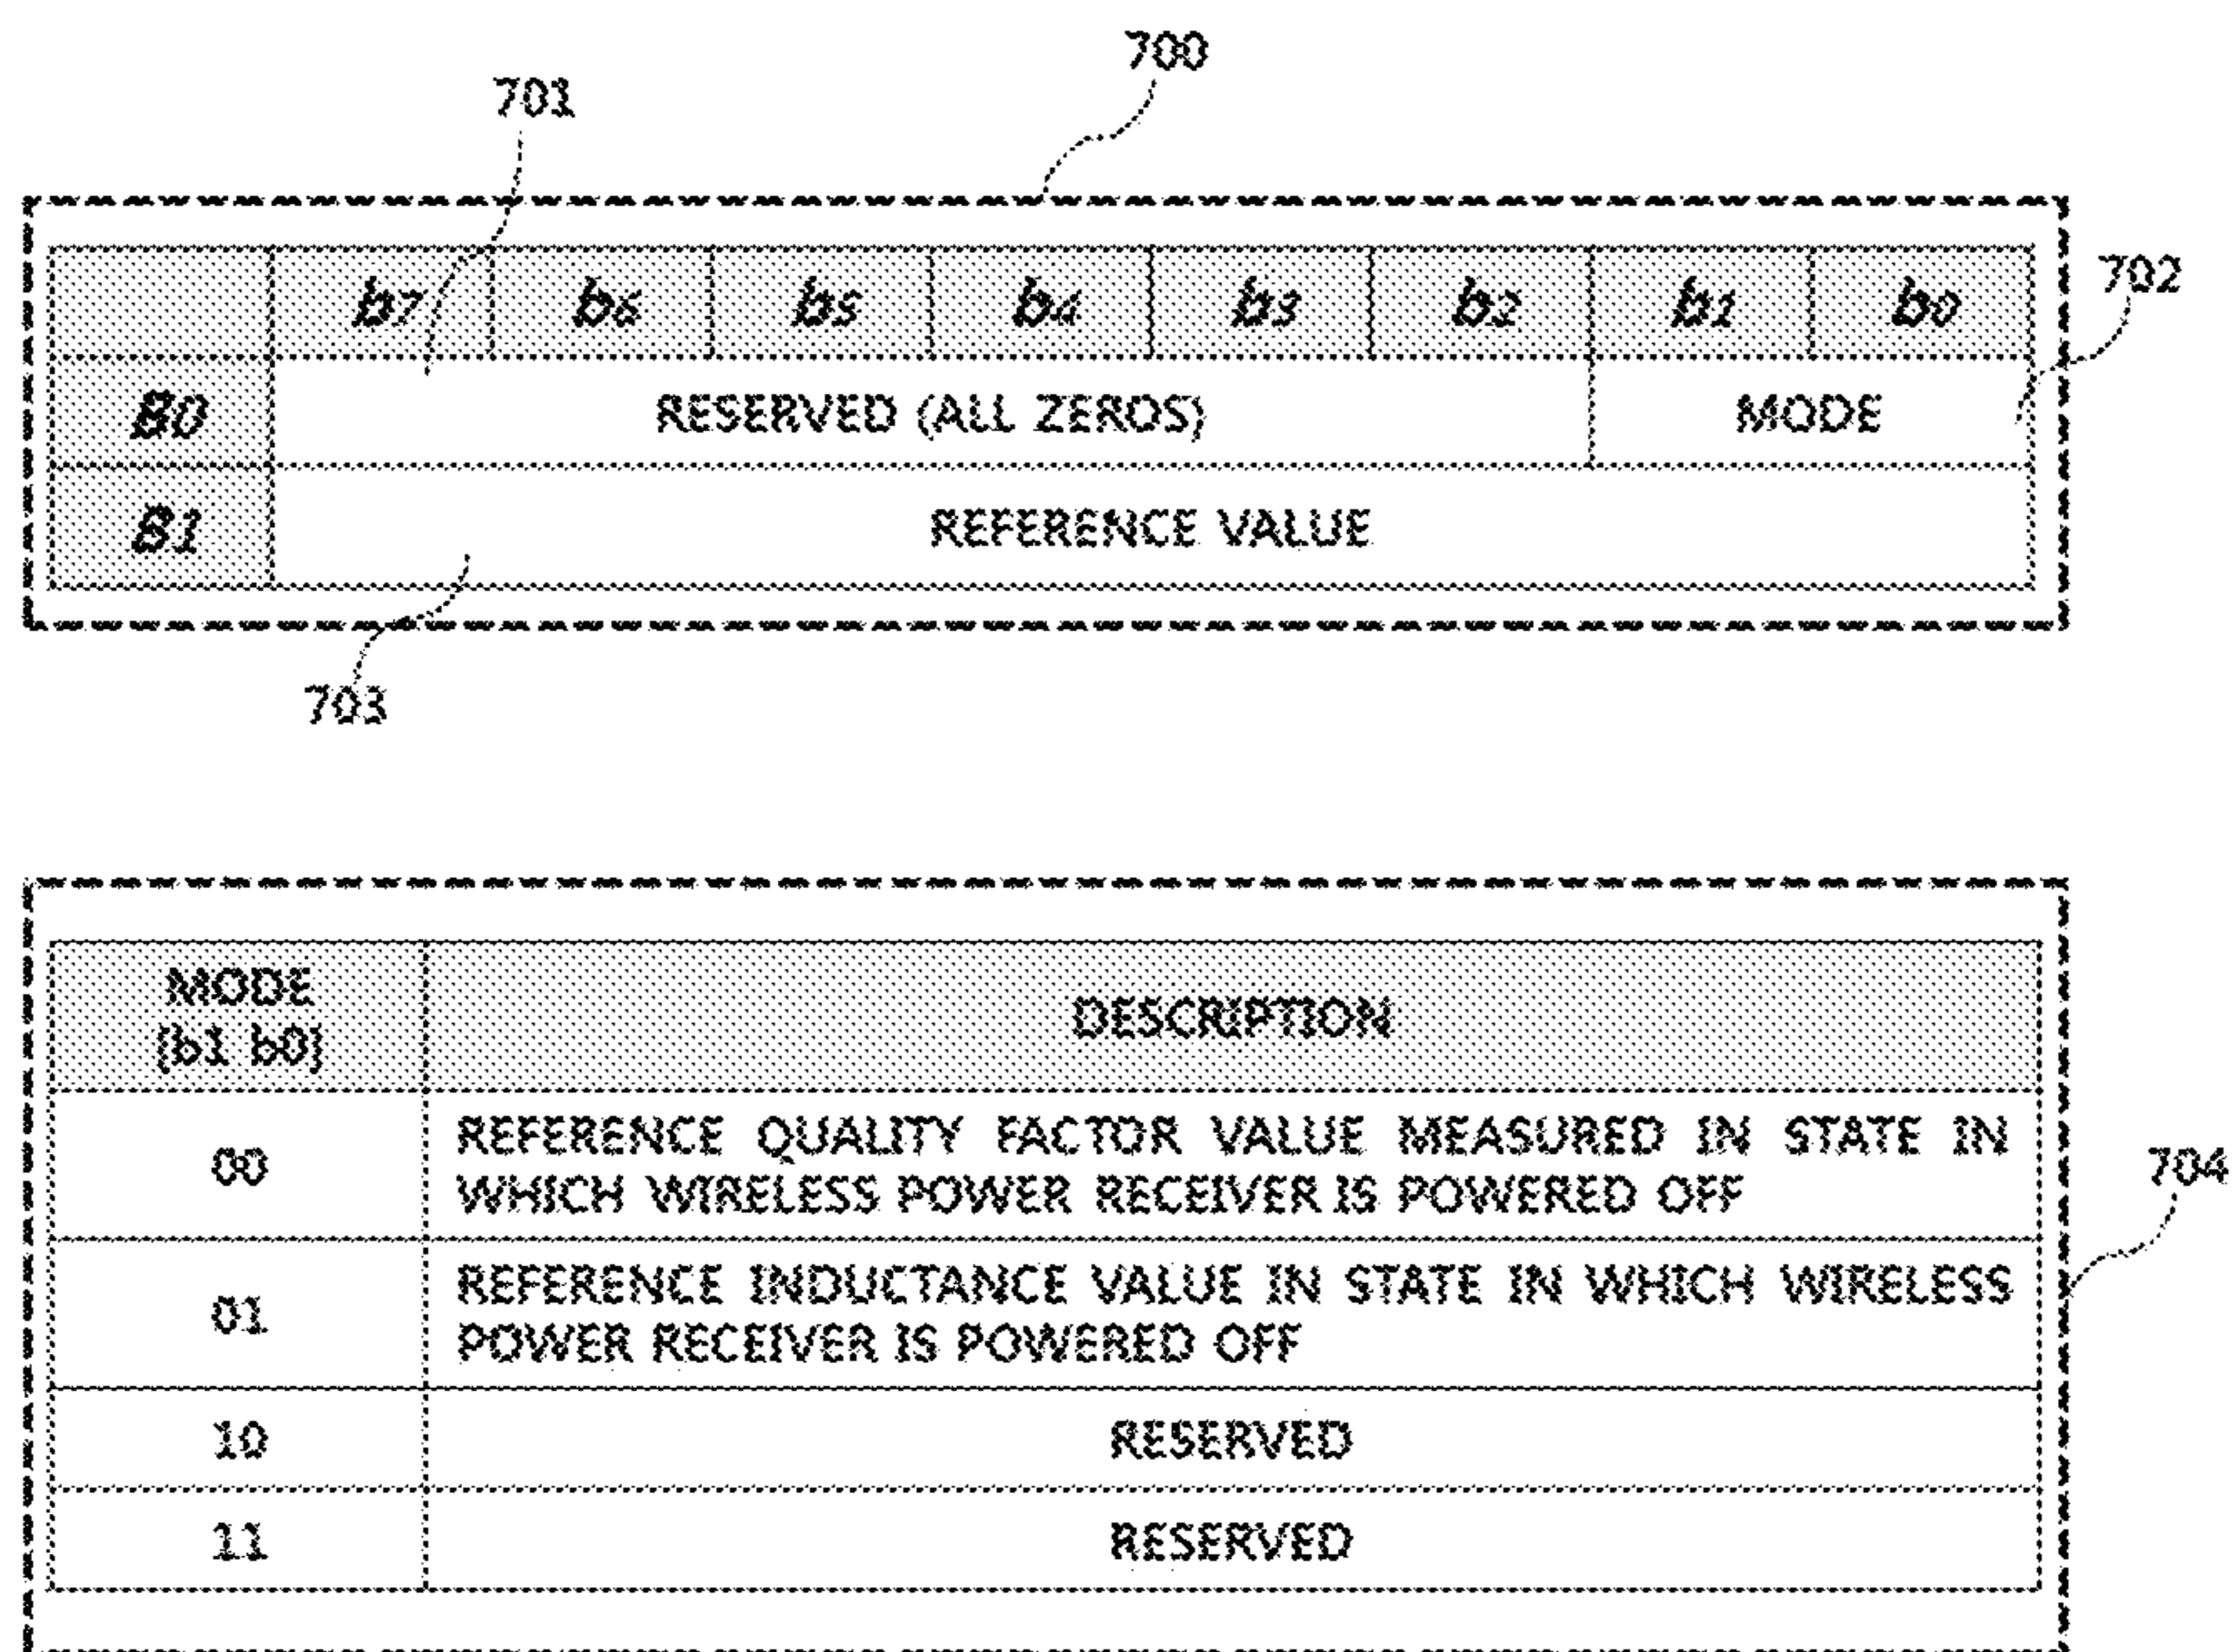 700
701
702
b7 b6 b5 b4 b3 b2 b1 b0
B0 RESERVED (ALL ZEROS) MODE
B1 REFERENCE VALUE
703
MODE
[b1 b0]
DESCRIPTION
00
REFERENCE QUALITY FACTOR VALUE MEASURED IN STATE IN
WHICH WIRELESS POWER RECEIVER IS POWERED OFF
704
01
REFERENCE INDUCTANCE VALUE IN STATE IN WHICH WIRELESS
POWER RECEIVER IS POWERED OFF
10 RESERVED
11 RESERVED